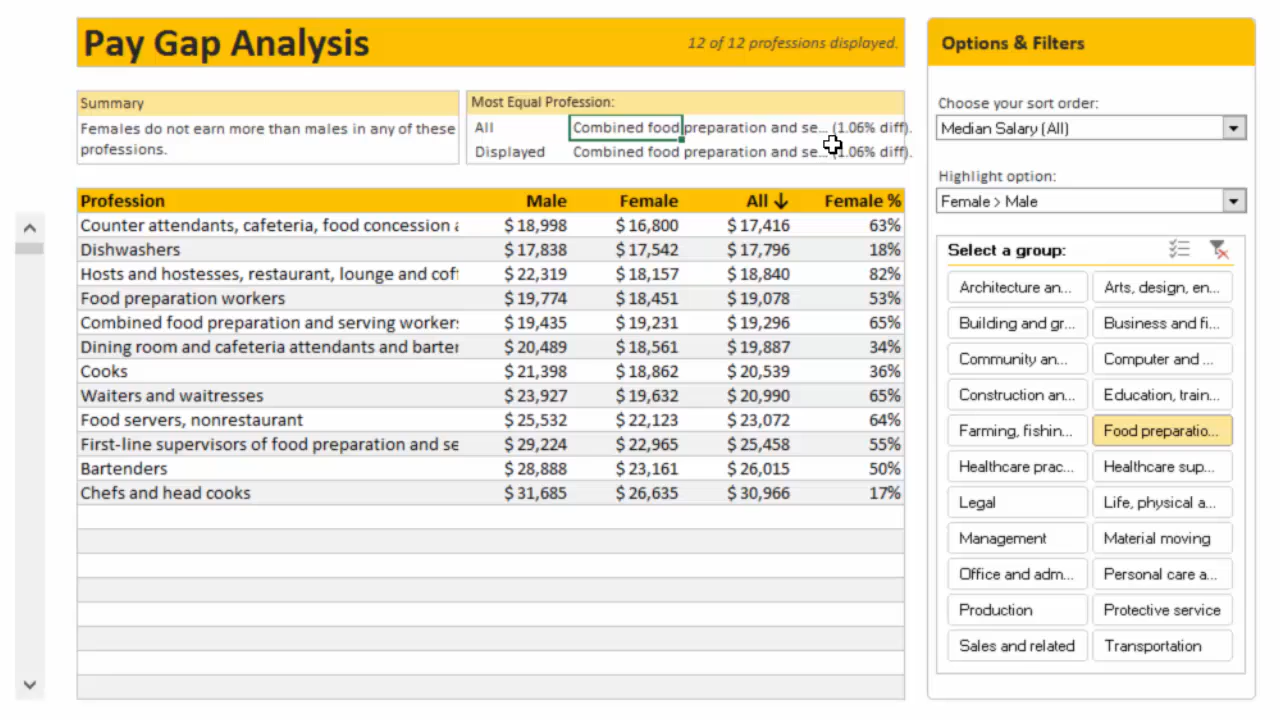 Pay Gap Analysis
12 of 12 professions displayed.
Summary
Females do not earn more than males in any of these
professions.
Most Equal Profession:
All Combined food preparation and se... (1.06% diff).
Displayed Combined food preparation and se... (1.06% diff).
Profession Male Female All ↓ Female %
Counter attendants, cafeteria, food concession a $ 18,998 $ 16,800 $ 17,416 63%
Dishwashers $ 17,838 $ 17,542 $ 17,796 18%
Hosts and hostesses, restaurant, lounge and cof $ 22,319 $ 18,157 $ 18,840 82%
Food preparation workers $ 19,774 $ 18,451 $ 19,078 53%
Combined food preparation and serving workers $ 19,435 $ 19,231 $ 19,296 65%
Dining room and cafeteria attendants and barten $ 20,489 $ 18,561 $ 19,887 34%
Cooks $ 21,398 $ 18,862 $ 20,539 36%
Waiters and waitresses $ 23,927 $ 19,632 $ 20,990 65%
Food servers, nonrestaurant $ 25,532 $ 22,123 $ 23,072 64%
First-line supervisors of food preparation and se $ 29,224 $ 22,965 $ 25,458 55%
Bartenders $ 28,888 $ 23,161 $ 26,015 50%
Chefs and head cooks $ 31,685 $ 26,635 $ 30,966 17%
Options & Filters
Choose your sort order:
Median Salary (All)
Highlight option:
Female > Male
Select a group:
Architecture an... Arts, design, en...
Building and gr... Business and fi...
Community an... Computer and ...
Construction an... Education, train...
Farming, fishin... Food preparatio...
Healthcare prac... Healthcare sup...
Legal Life, physical a...
Management Material moving
Office and adm... Personal care a...
Production Protective service
Sales and related Transportation